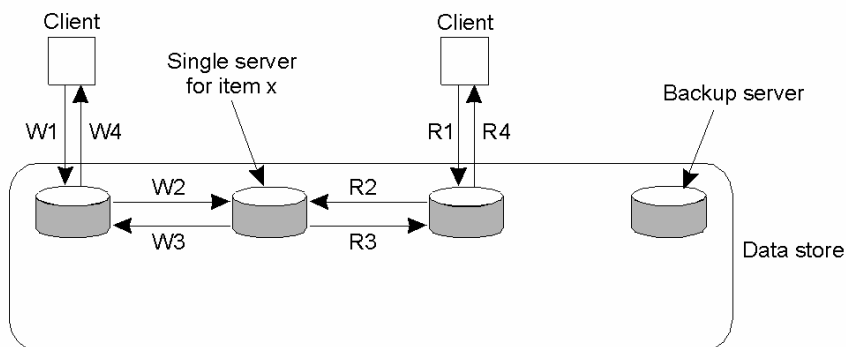 Client
Client
Single server
for item x
Backup server
W1
W4
R1
R4
W2
R2
W3
R3
Data store